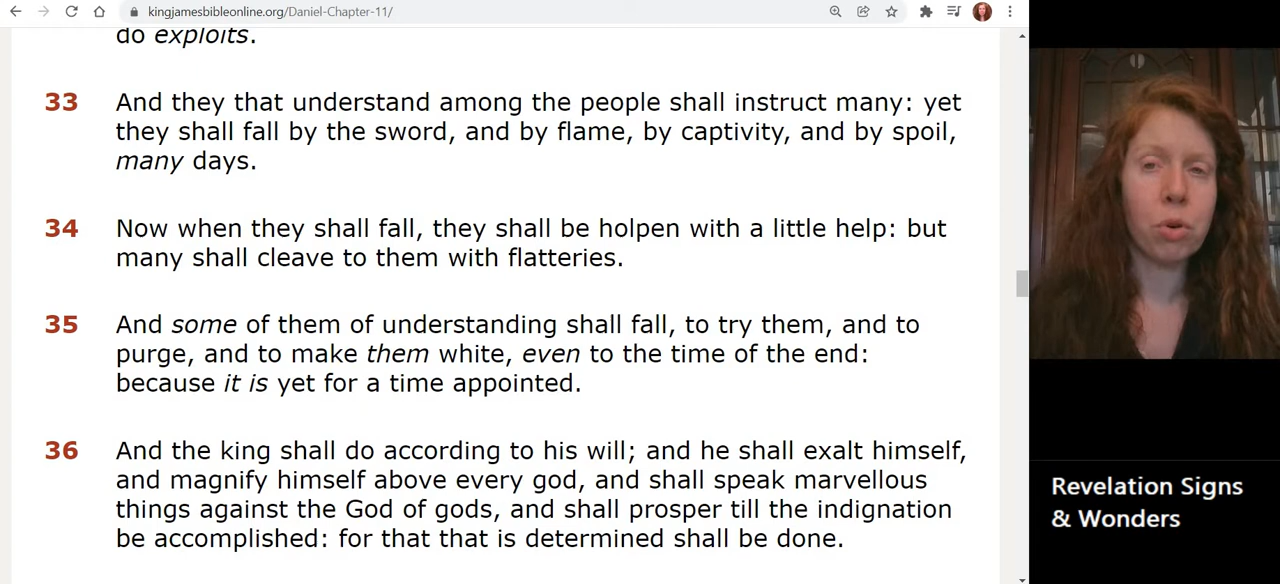 kingjamesbibleonline.org/Daniel-Chapter-11/
do exploits.
33 And they that understand among the people shall instruct many: yet
they shall fall by the sword, and by flame, by captivity, and by spoil,
many days.
34 Now when they shall fall, they shall be holpen with a little help: but
many shall cleave to them with flatteries.
35 And some of them of understanding shall fall, to try them, and to
purge, and to make them white, even to the time of the end:
because it is yet for a time appointed.
36 And the king shall do according to his will; and he shall exalt himself,
and magnify himself above every god, and shall speak marvellous
things against the God of gods, and shall prosper till the indignation
be accomplished: for that that is determined shall be done.
Revelation Signs
& Wonders